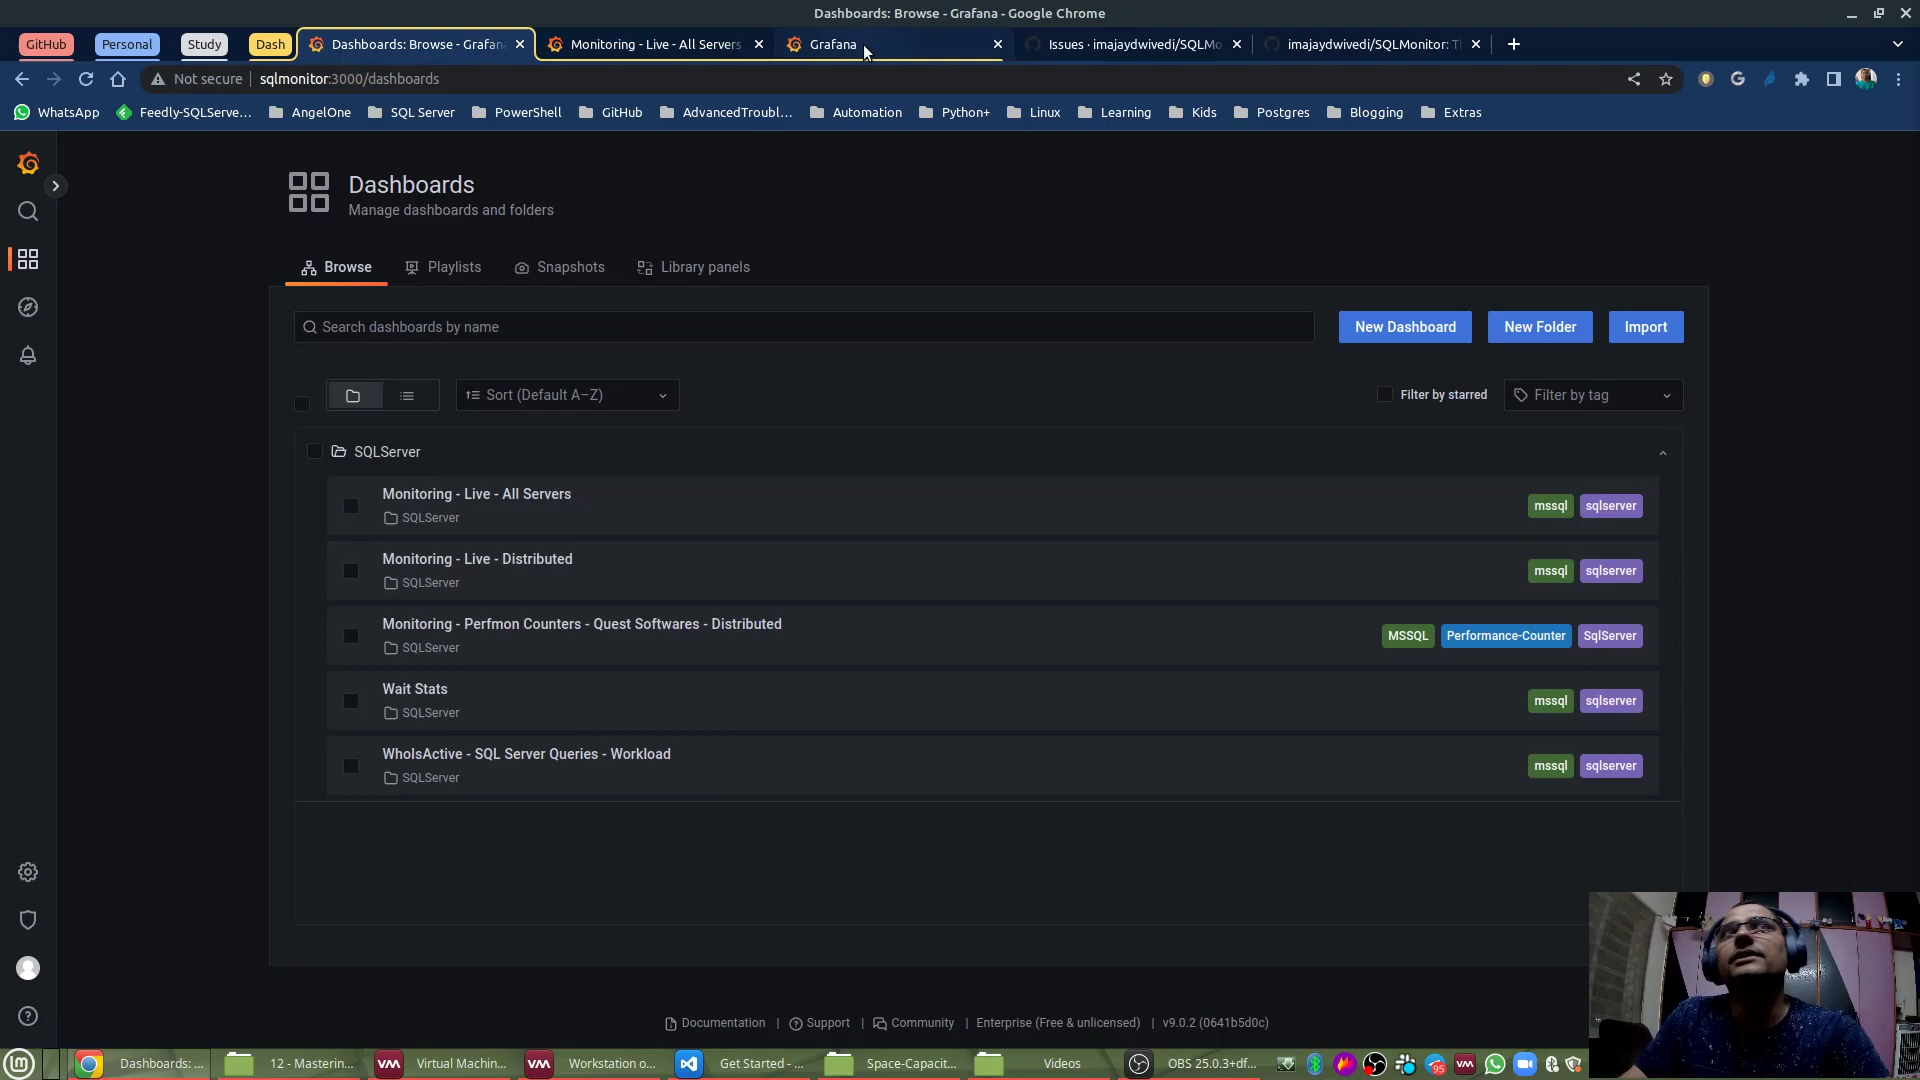 Dashboards: Browse - Grafana - Google Chrome
GitHub
Personal
Study
Dash
Dashboards: Browse - Grafana
Monitoring - Live - All Servers
Grafana
Issues · imajaydwivedi/SQLMo
imajaydwivedi/SQLMonitor: T
Not secure
sqlmonitor:3000/dashboards
WhatsApp
Feedly-SQLServe...
AngelOne
SQL Server
PowerShell
GitHub
AdvancedTroubl...
Automation
Python+
Linux
Learning
Kids
Postgres
Blogging
Extras
Dashboards
Manage dashboards and folders
Browse
Playlists
Snapshots
Library panels
Search dashboards by name
New Dashboard
New Folder
Import
Sort (Default A–Z)
Filter by starred
Filter by tag
SQLServer
Monitoring - Live - All Servers
SQLServer
mssql
sqlserver
Monitoring - Live - Distributed
SQLServer
mssql
sqlserver
Monitoring - Perfmon Counters - Quest Softwares - Distributed
SQLServer
MSSQL
Performance-Counter
SqlServer
Wait Stats
SQLServer
mssql
sqlserver
WhoIsActive - SQL Server Queries - Workload
SQLServer
mssql
sqlserver
Documentation | Support | Community | Enterprise (Free & unlicensed) | v9.0.2 (0641b5d0c)
Dashboards: ...
12 - Masterin...
Virtual Machin...
Workstation o...
Get Started - ...
Space-Capacit...
Videos
OBS 25.0.3+df...
95